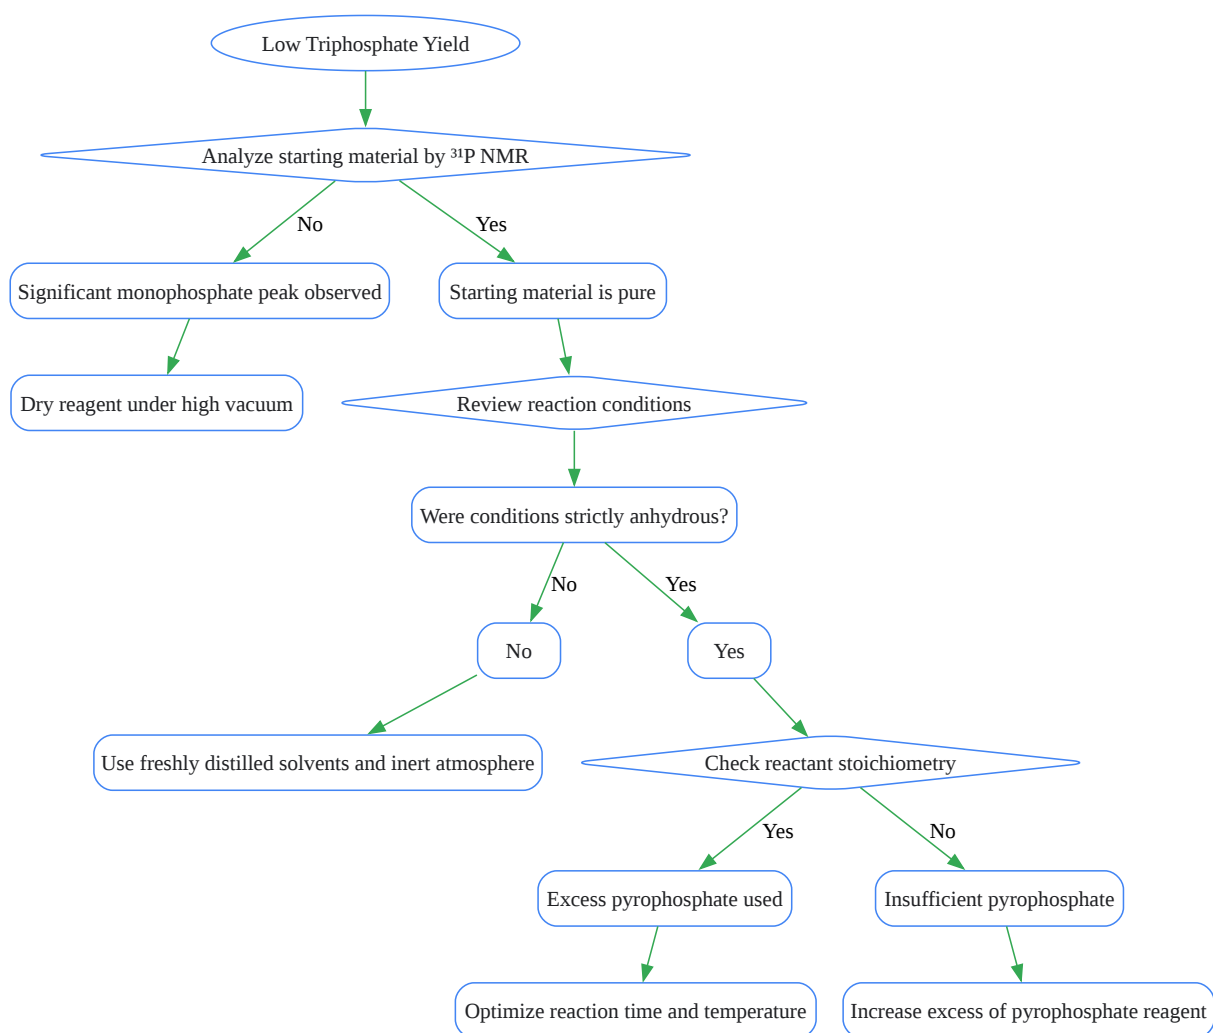 Low Triphosphate Yield
Analyze starting material by ³¹P NMR
No
Yes
Significant monophosphate peak observed
Starting material is pure
Dry reagent under high vacuum
Review reaction conditions
Were conditions strictly anhydrous?
No
Yes
No
Yes
Use freshly distilled solvents and inert atmosphere
Check reactant stoichiometry
Yes
No
Excess pyrophosphate used
Insufficient pyrophosphate
Optimize reaction time and temperature
Increase excess of pyrophosphate reagent